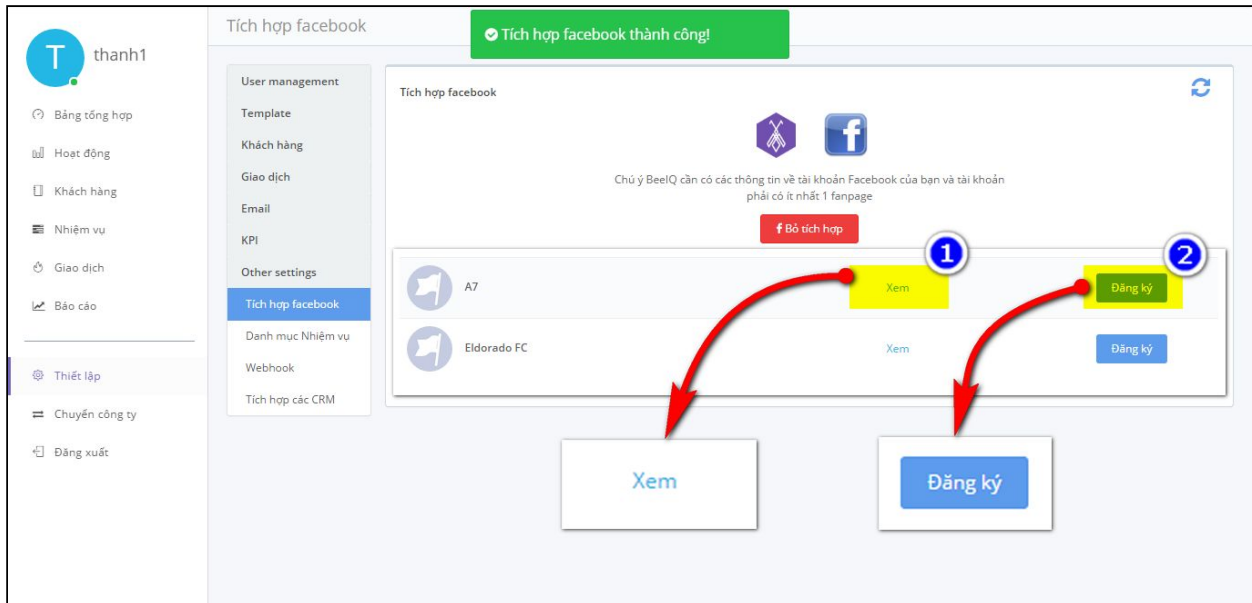 Tích hợp facebook
Tích hợp facebook thành công!
T
thanh1
Bảng tổng hợp
Hoạt động
Khách hàng
Nhiệm vụ
Giao dịch
Báo cáo
Thiết lập
Chuyển công ty
Đăng xuất
User management
Template
Khách hàng
Giao dịch
Email
KPI
Other settings
Tích hợp facebook
Danh mục Nhiệm vụ
Webhook
Tích hợp các CRM
Tích hợp facebook
f
Chú ý BeeIQ cần có các thông tin về tài khoản Facebook của bạn và tài khoản
phải có ít nhất 1 fanpage
f Bỏ tích hợp
1
2
A7
Xem
Đăng ký
Eldorado FC
Xem
Đăng ký
Xem
Đăng ký